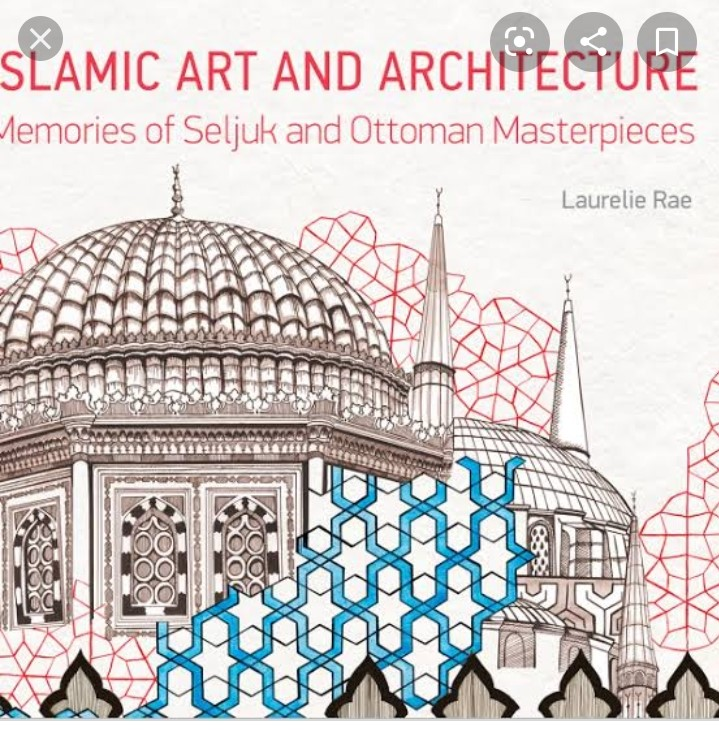 SLAMIC ART AND ARCHITECTURE
Memories of Seljuk and Ottoman Masterpieces
Laurelie Rae